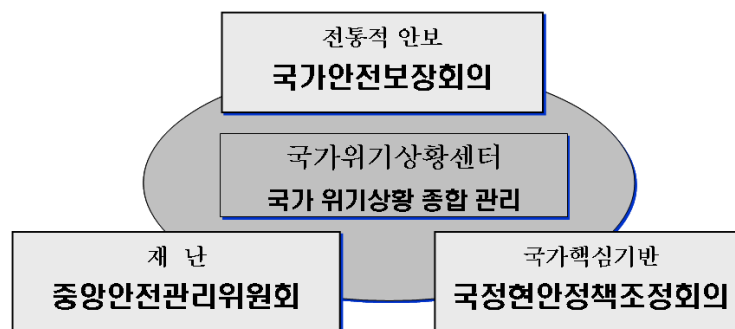 전통적 안보
국가안전보장회의
국가위기상황센터
국가 위기상황 종합 관리
재 난
중앙안전관리위원회
국가핵심기반
국정현안정책조정회의